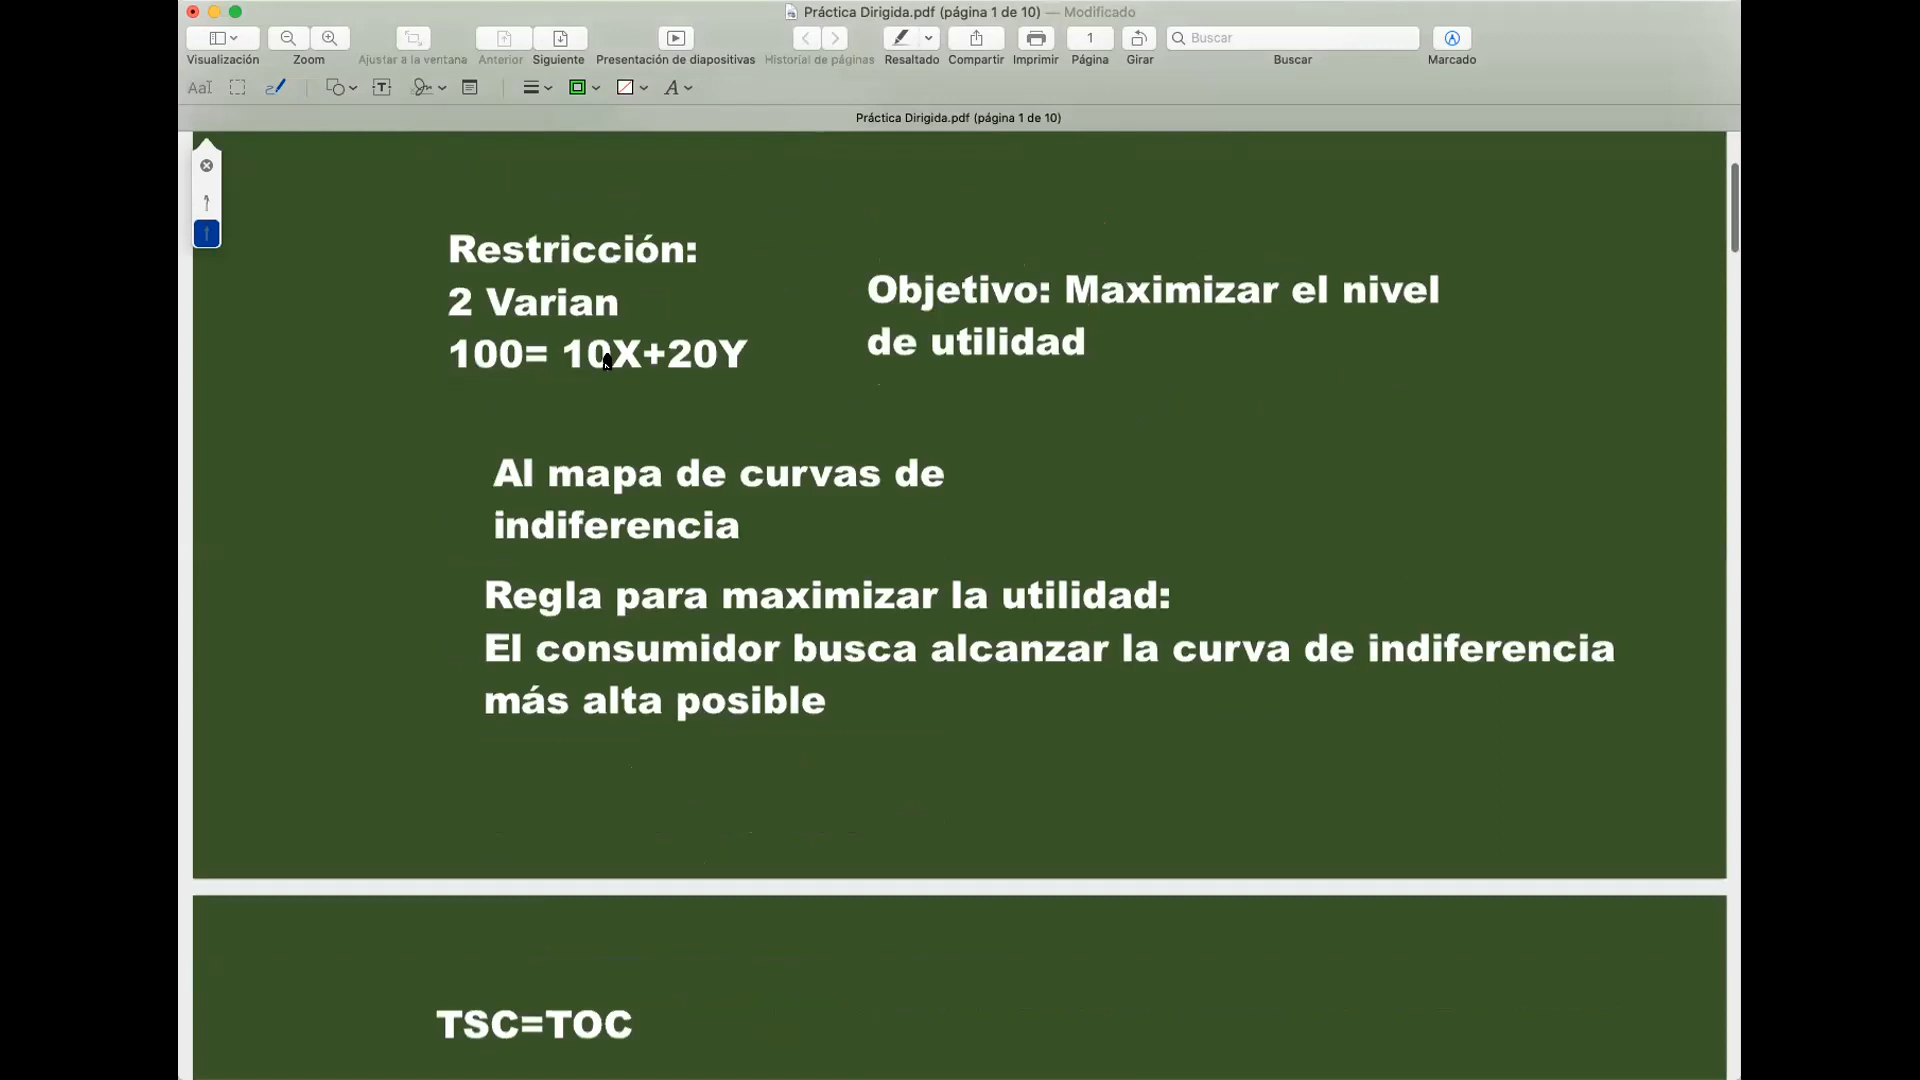 Práctica Dirigida.pdf (página 1 de 10) — Modificado
1
Buscar
Visualización
Zoom
Ajustar a la ventana
Anterior
Siguiente
Presentación de diapositivas
Historial de páginas
Resaltado
Compartir
Imprimir
Página
Girar
Buscar
Marcado
Práctica Dirigida.pdf (página 1 de 10)
Restricción:
2 Varian
100= 10X+20Y
Objetivo: Maximizar el nivel
de utilidad
Al mapa de curvas de
indiferencia
Regla para maximizar la utilidad:
El consumidor busca alcanzar la curva de indiferencia
más alta posible
TSC=TOC